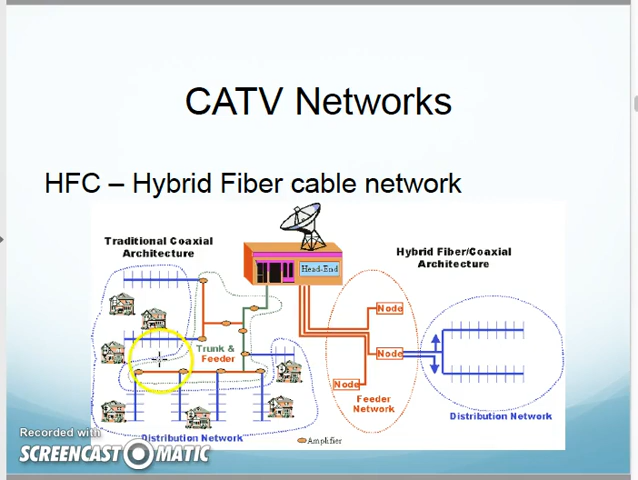 CATV Networks
HFC – Hybrid Fiber cable network
Traditional Coaxial
Architecture
Hybrid Fiber/Coaxial
Architecture
Head-End
Node
Trunk &
Feeder
Node
Node
Feeder
Network
Distribution Network
Distribution Network
Amplifier
Recorded with
SCREENCAST MATIC